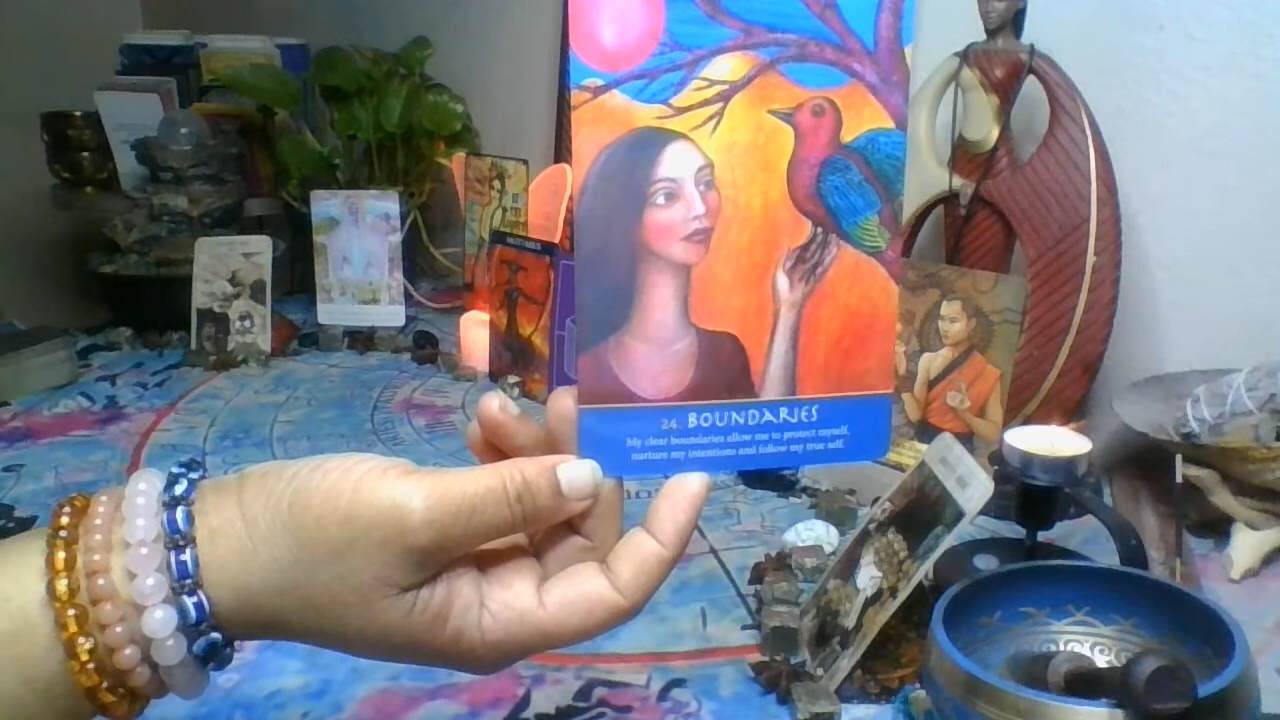 24. BOUNDARIES
My clear boundaries allow me to protect myself,
nurture my intentions and follow my true self.